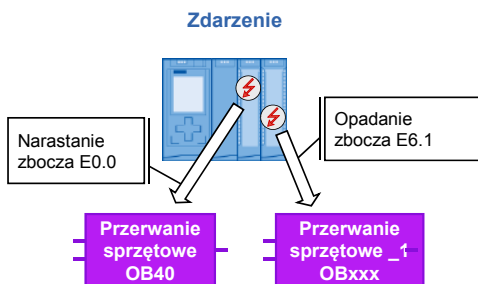 Zdarzenie
Narastanie
zbocza E0.0
Opadanie
zbocza E6.1
Przerwanie
sprzętowe
OB40
Przerwanie
sprzętowe _1
OBxxx